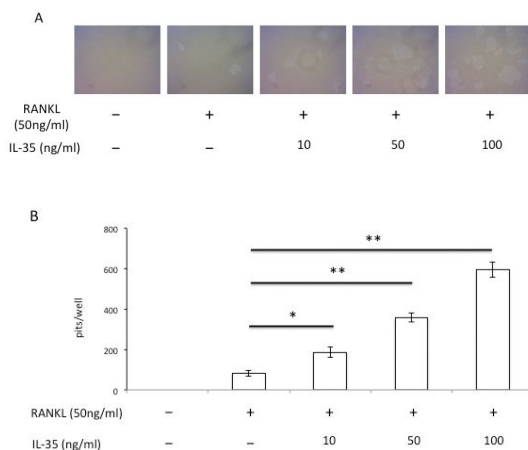 A
RANKL – + + + +
(50ng/ml)
IL-35 (ng/ml) – – 10 50 100
B
800
**
600
**
pits/well
400
*
200
0
RANKL (50ng/ml) – + + + +
IL-35 (ng/ml) – – 10 50 100